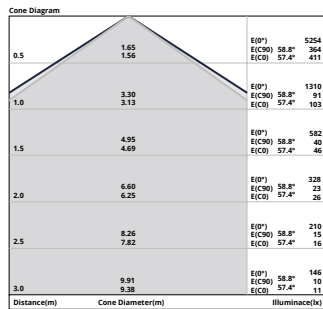 Cone Diagram
0.5
1.65
1.56
E(0°) 5254
E(C90) 58.8° 364
E(C0) 57.4° 411
1.0
3.30
3.13
E(0°) 1310
E(C90) 58.8° 91
E(C0) 57.4° 103
1.5
4.95
4.69
E(0°) 582
E(C90) 58.8° 40
E(C0) 57.4° 46
2.0
6.60
6.25
E(0°) 328
E(C90) 58.8° 23
E(C0) 57.4° 26
2.5
8.26
7.82
E(0°) 210
E(C90) 58.8° 15
E(C0) 57.4° 16
3.0
9.91
9.38
E(0°) 146
E(C90) 58.8° 10
E(C0) 57.4° 11
Distance(m) Cone Diameter(m) Illuminace(lx)